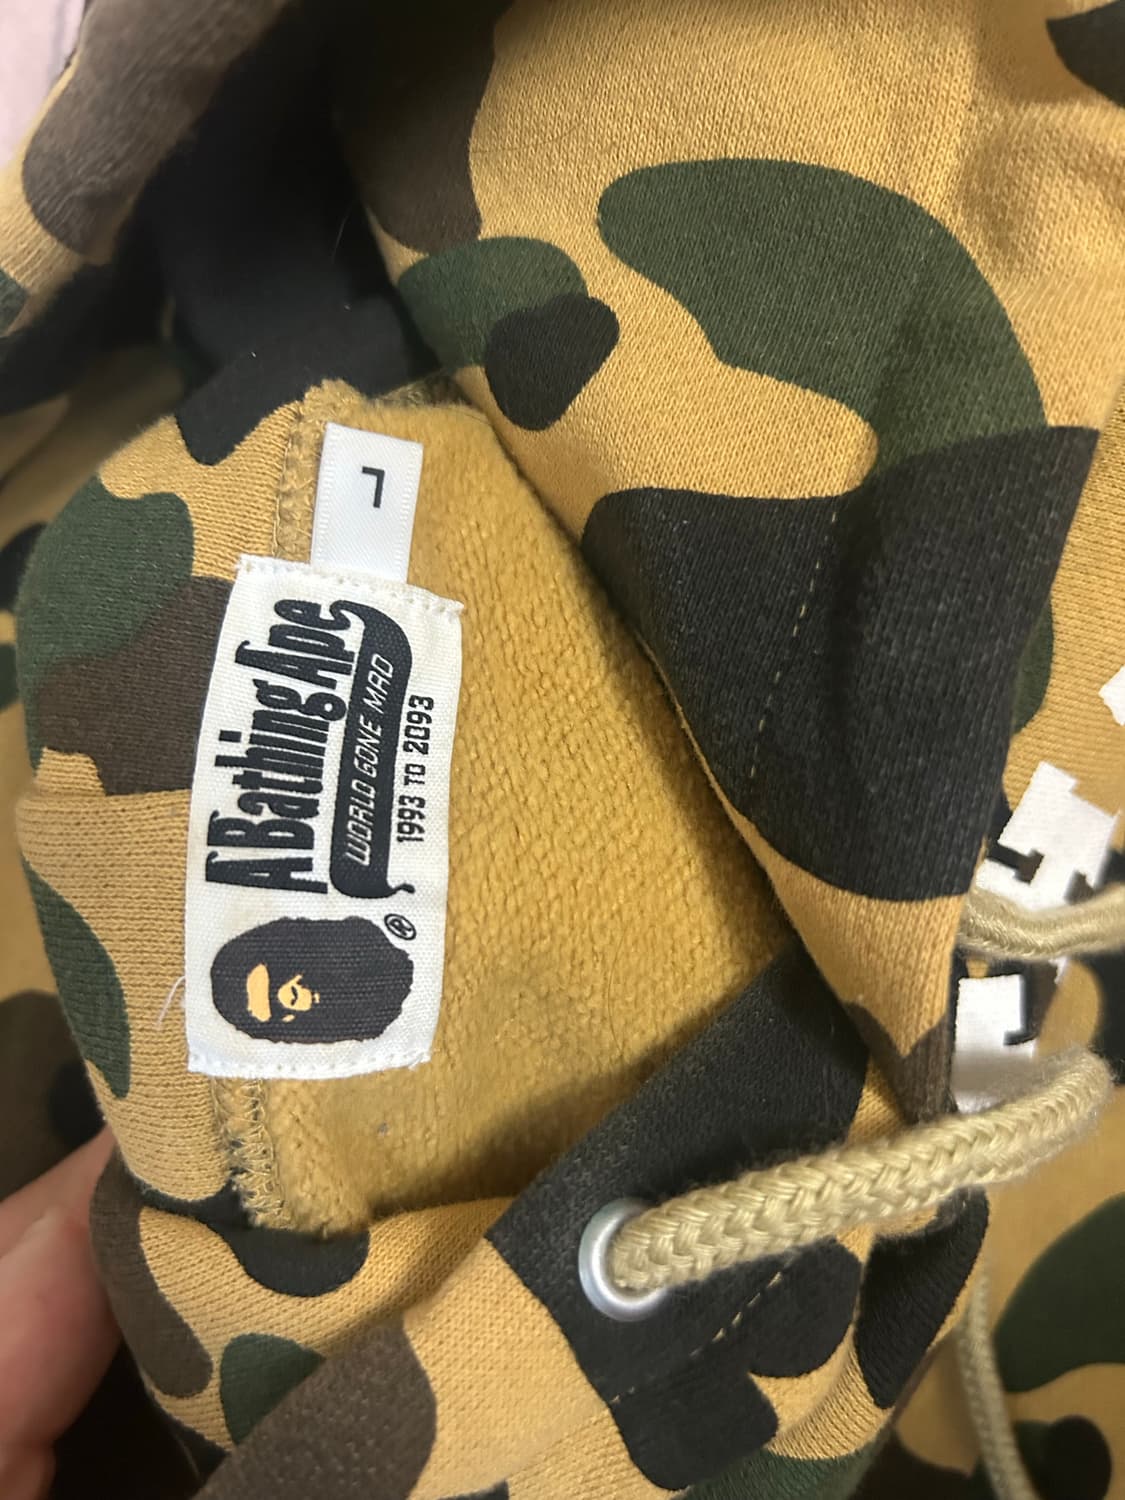 L
A Bathing Ape
WORLD GONE MAD
1993 TO 2093
®